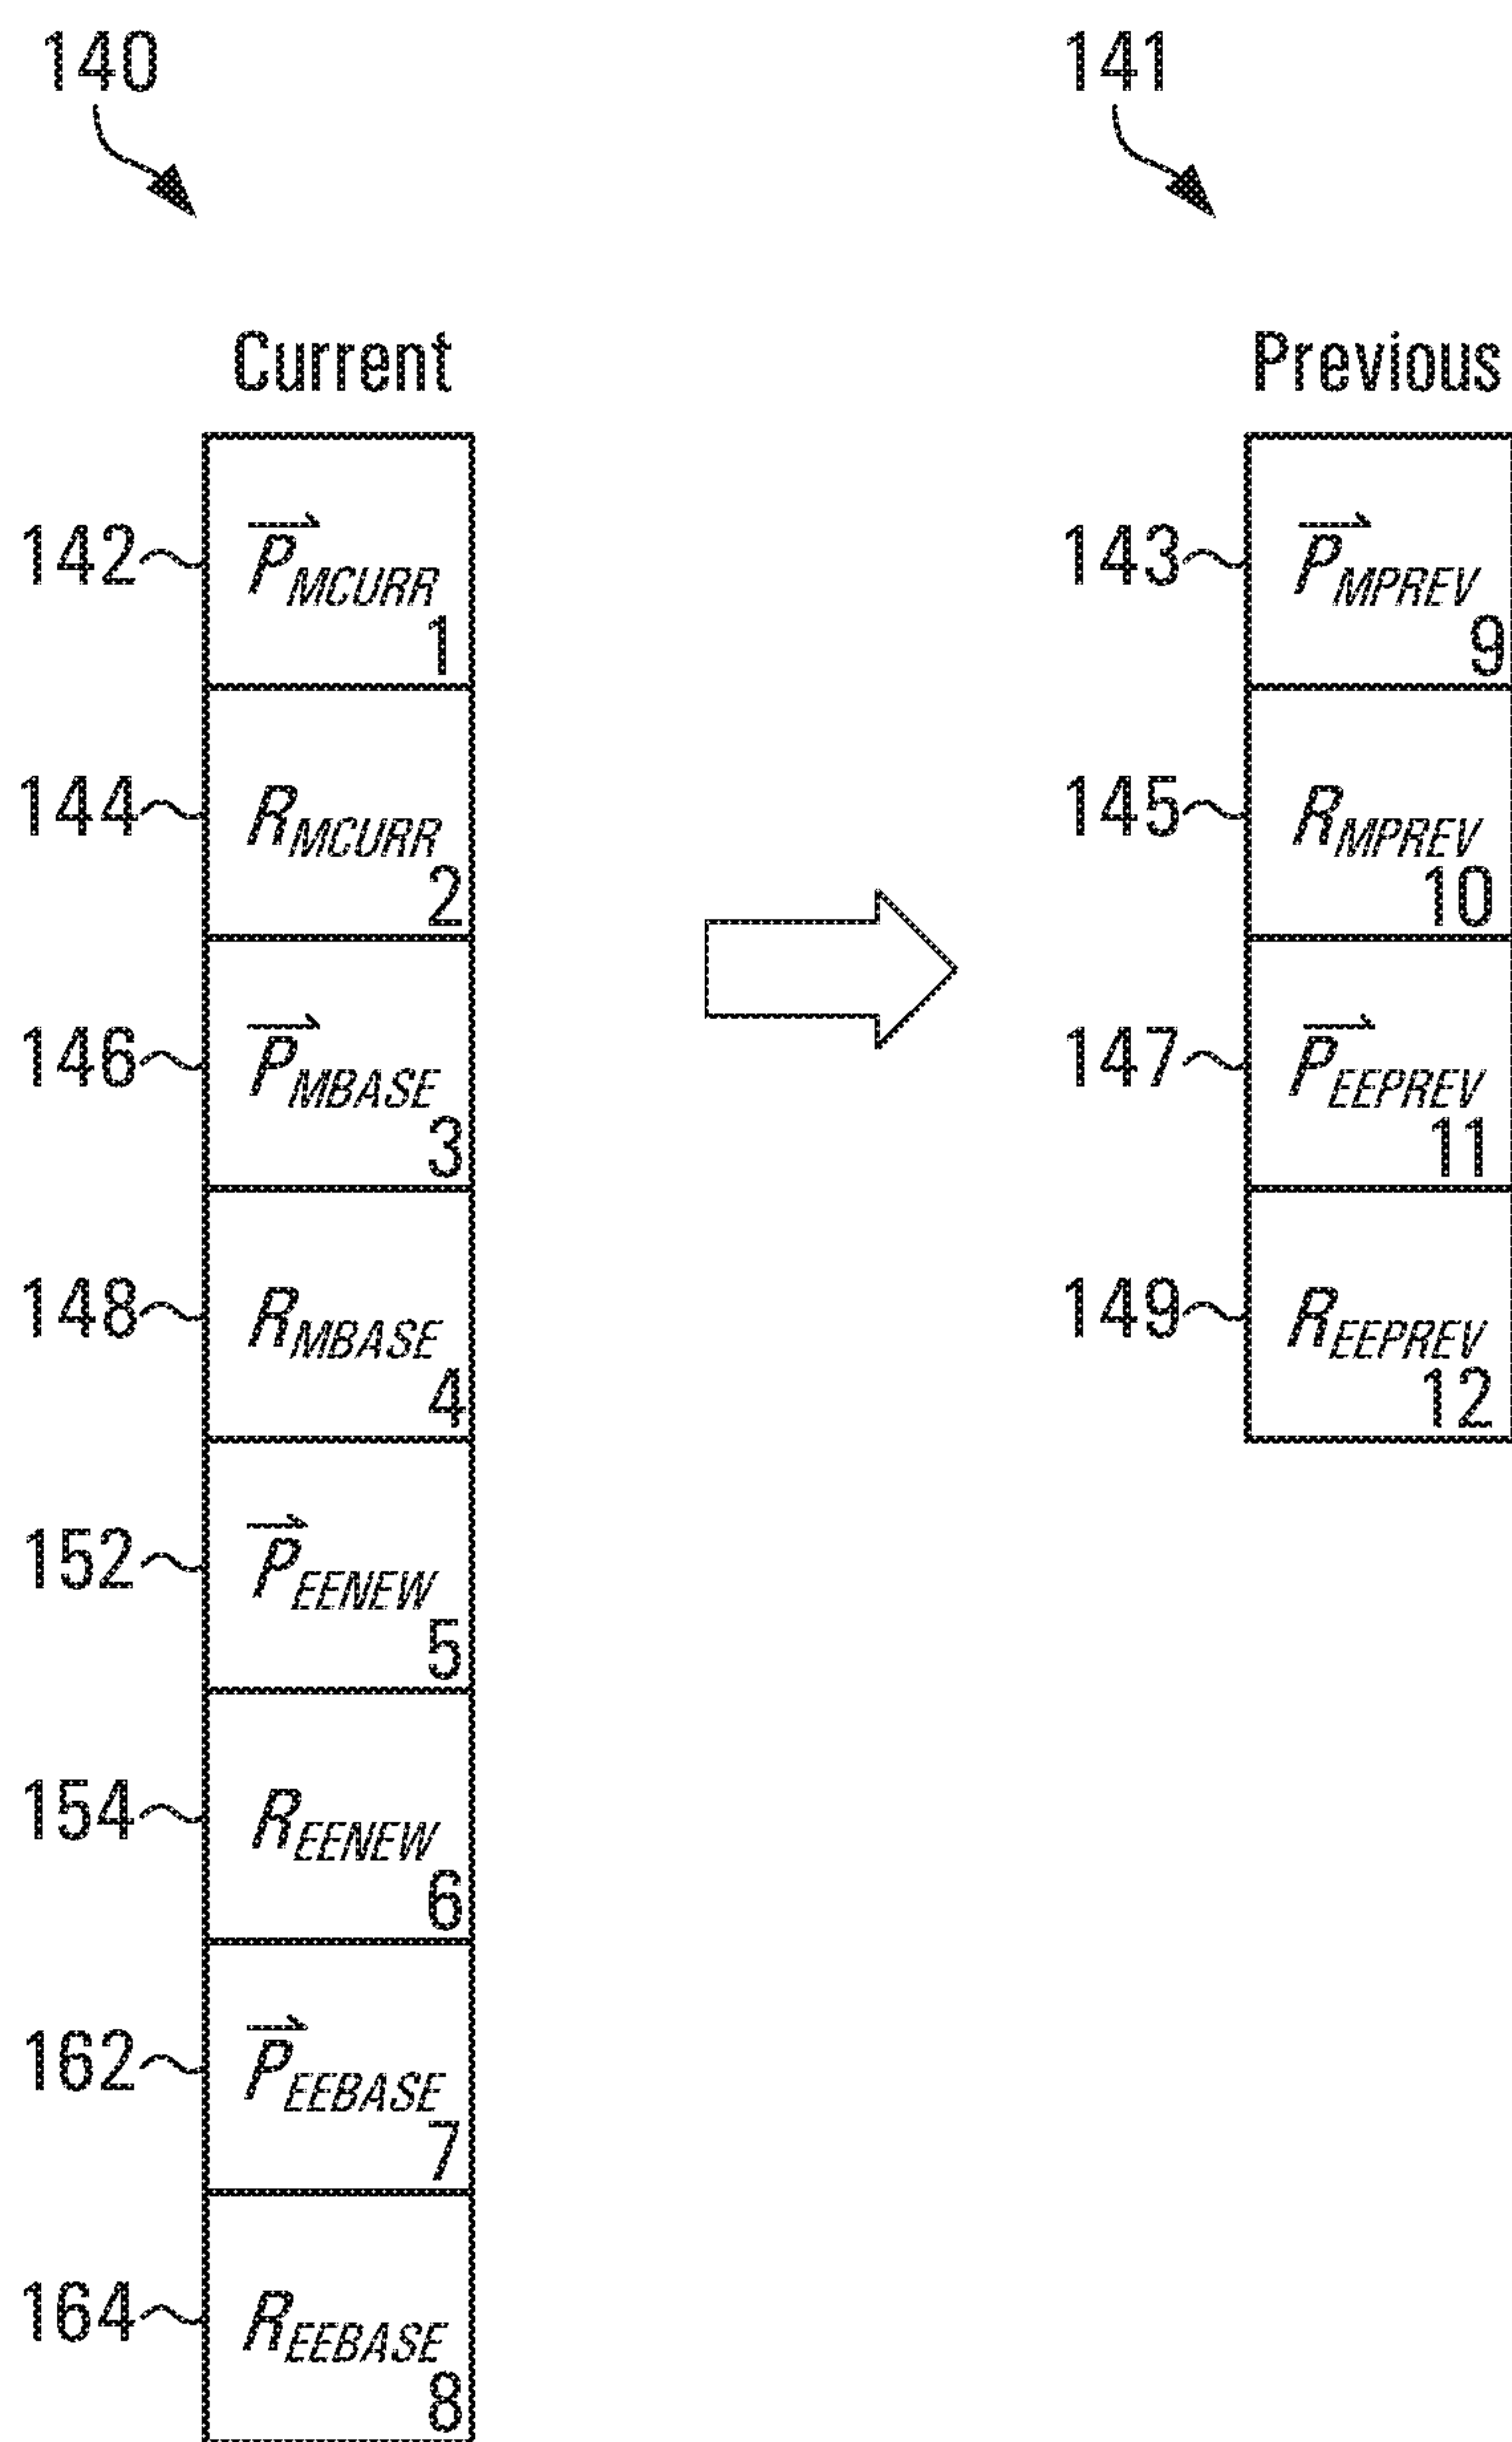 140
141
Current
Previous
142 P⃗MCURR 1
143 P⃗MPREV 9
144 RMCURR 2
145 RMPREV 10
146 P⃗MBASE 3
147 P⃗EEPREV 11
148 RMBASE 4
149 REEPREV 12
152 P⃗EENEW 5
154 REENEW 6
162 P⃗EEBASE 7
164 REEBASE 8